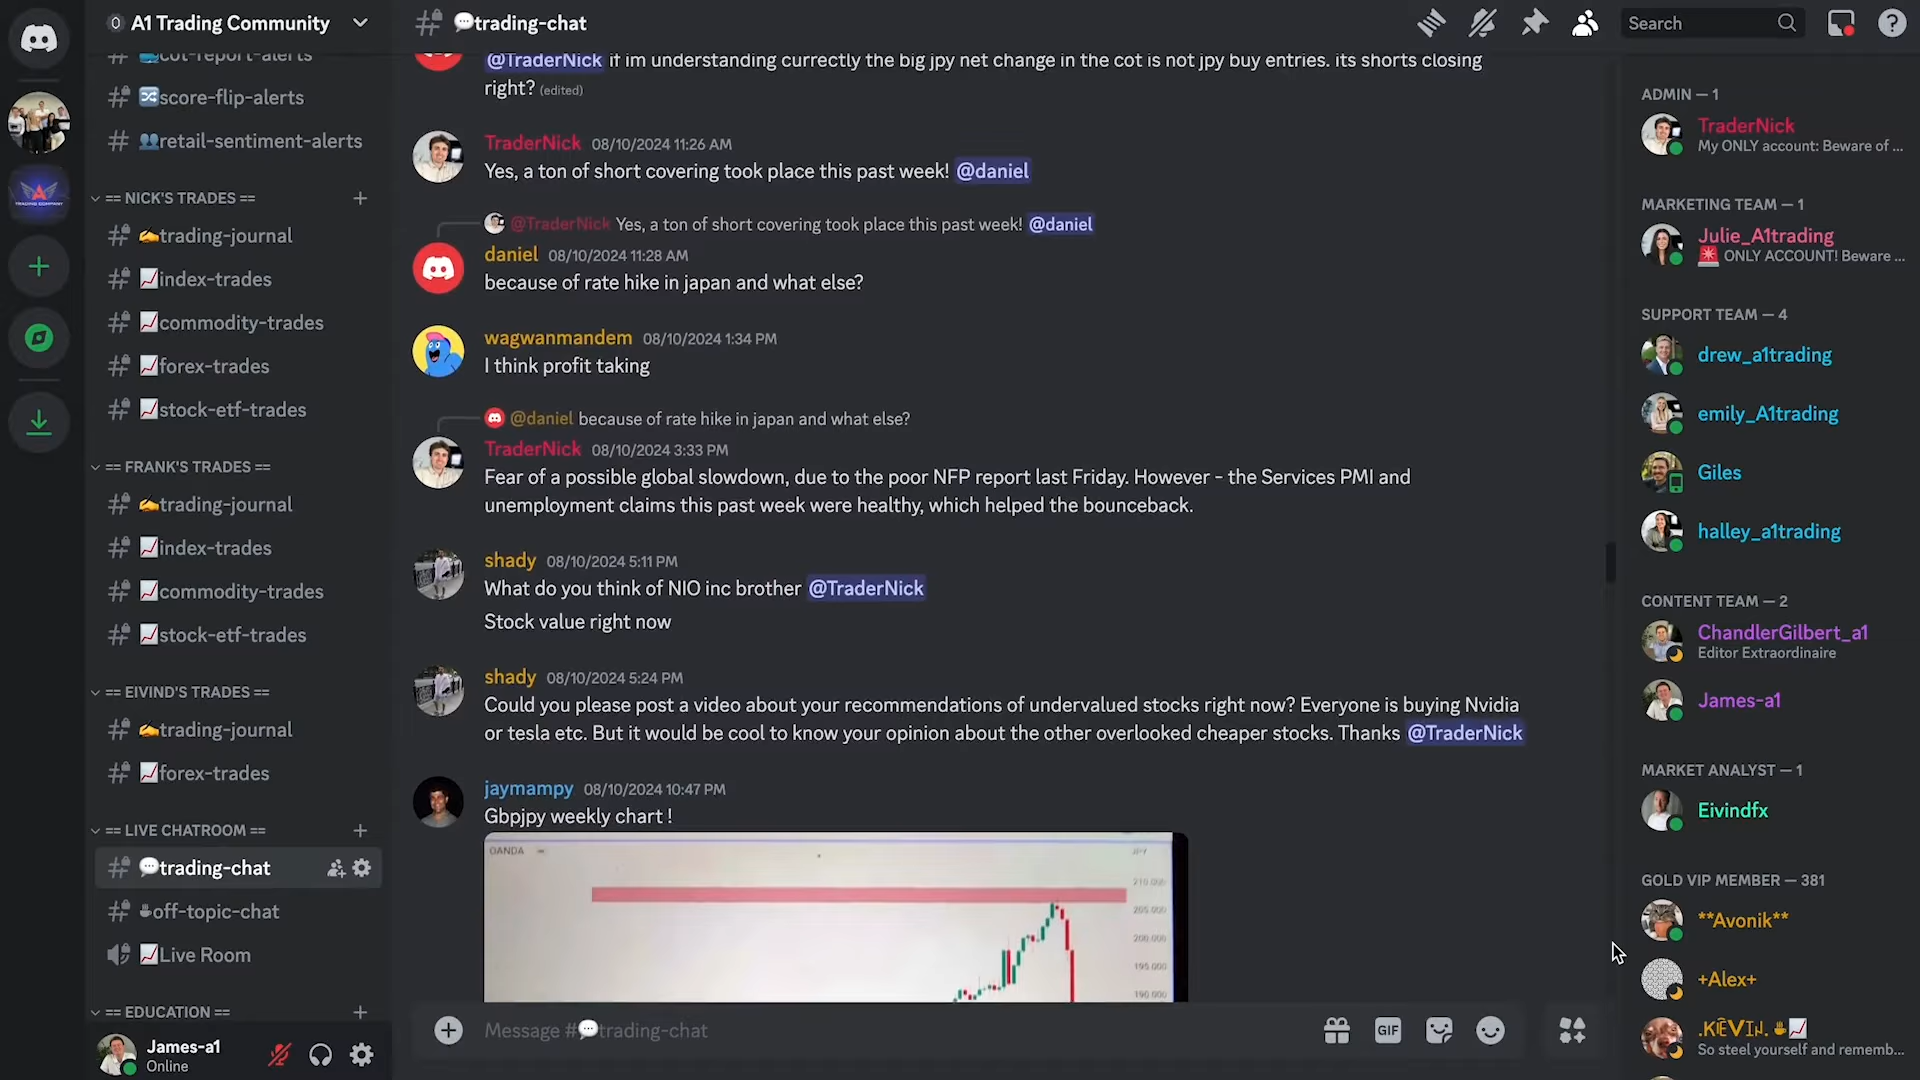 A1 Trading Community
cot-report-alerts
score-flip-alerts
retail-sentiment-alerts
== NICK'S TRADES ==
trading-journal
index-trades
commodity-trades
forex-trades
stock-etf-trades
== FRANK'S TRADES ==
trading-journal
index-trades
commodity-trades
stock-etf-trades
== EIVIND'S TRADES ==
trading-journal
forex-trades
== LIVE CHATROOM ==
trading-chat
off-topic-chat
Live Room
== EDUCATION ==
James-a1
Online
trading-chat
Search
@TraderNick if im understanding currectly the big jpy net change in the cot is not jpy buy entries. its shorts closing
right? (edited)
TraderNick 08/10/2024 11:26 AM
Yes, a ton of short covering took place this past week! @daniel
@TraderNick Yes, a ton of short covering took place this past week! @daniel
daniel 08/10/2024 11:28 AM
because of rate hike in japan and what else?
wagwanmandem 08/10/2024 1:34 PM
I think profit taking
@daniel because of rate hike in japan and what else?
TraderNick 08/10/2024 3:33 PM
Fear of a possible global slowdown, due to the poor NFP report last Friday. However - the Services PMI and
unemployment claims this past week were healthy, which helped the bounceback.
shady 08/10/2024 5:11 PM
What do you think of NIO inc brother @TraderNick
Stock value right now
shady 08/10/2024 5:24 PM
Could you please post a video about your recommendations of undervalued stocks right now? Everyone is buying Nvidia
or tesla etc. But it would be cool to know your opinion about the other overlooked cheaper stocks. Thanks @TraderNick
jaymampy 08/10/2024 10:47 PM
Gbpjpy weekly chart !
OANDA
JPY
210.000
205.000
200.000
195.000
190.000
Message #trading-chat
GIF
ADMIN — 1
TraderNick
My ONLY account: Beware of ...
MARKETING TEAM — 1
Julie_A1trading
ONLY ACCOUNT! Beware ...
SUPPORT TEAM — 4
drew_a1trading
emily_A1trading
Giles
halley_a1trading
CONTENT TEAM — 2
ChandlerGilbert_a1
Editor Extraordinaire
James-a1
MARKET ANALYST — 1
Eivindfx
GOLD VIP MEMBER — 381
**Avonik**
+Alex+
So steel yourself and rememb...